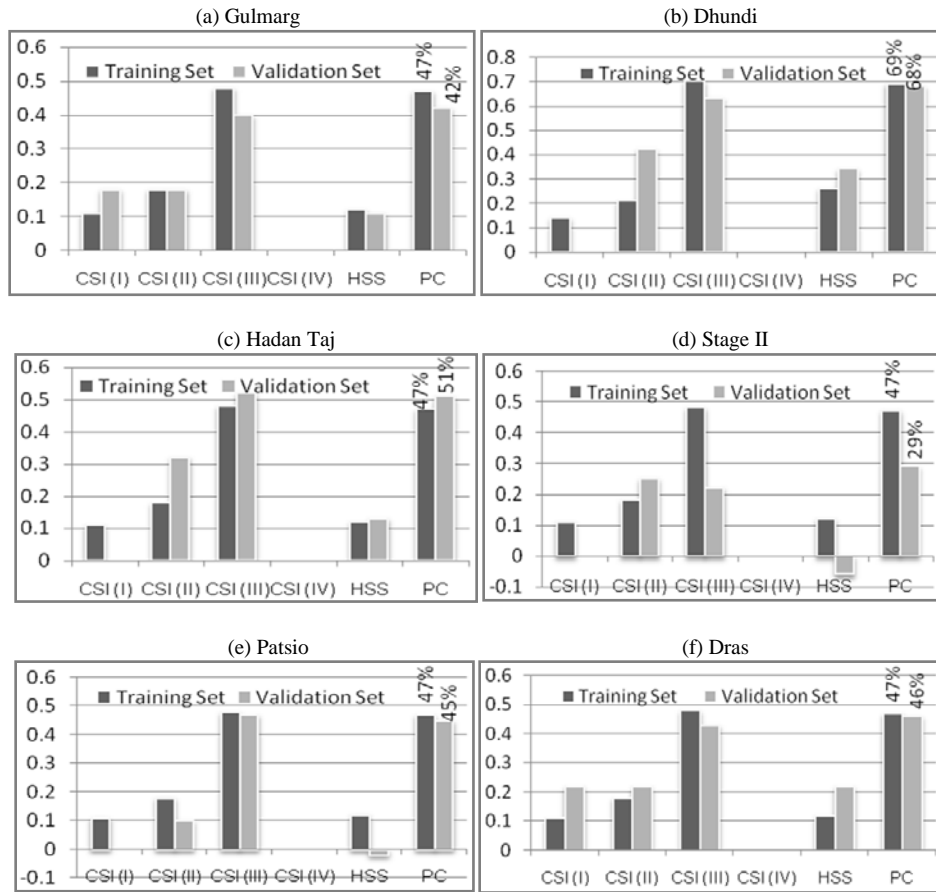 (a) Gulmarg
(b) Dhundi
0.6
0.5
0.4
0.3
0.2
0.1
0
Training Set
Validation Set
47%
42%
CSI (I)
CSI (II)
CSI (III)
CSI (IV)
HSS
PC
0.8
0.7
0.6
0.5
0.4
0.3
0.2
0.1
0
Training Set
Validation Set
69%
68%
CSI (I)
CSI (II)
CSI (III)
CSI (IV)
HSS
PC
(c) Hadan Taj
(d) Stage II
0.6
0.5
0.4
0.3
0.2
0.1
0
Training Set
Validation Set
47%
51%
CSI (I)
CSI (II)
CSI (III)
CSI (IV)
HSS
PC
0.6
0.5
0.4
0.3
0.2
0.1
0
-0.1
Training Set
Validation Set
47%
29%
CSI (I)
CSI (II)
CSI (III)
CSI (IV)
HSS
PC
(e) Patsio
(f) Dras
0.6
0.5
0.4
0.3
0.2
0.1
0
-0.1
Training Set
Validation Set
47%
45%
CSI (I)
CSI (II)
CSI (III)
CSI (IV)
HSS
PC
0.6
0.5
0.4
0.3
0.2
0.1
0
Training Set
Validation Set
47%
46%
CSI (I)
CSI (II)
CSI (III)
CSI (IV)
HSS
PC